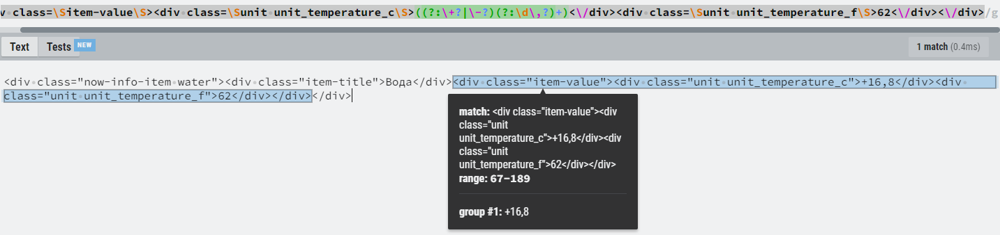 v class=\Sitem-value\S><div class=\Sunit unit_temperature_c\S>((?:\+?|\-?)(?:\d\,?)+)<\/div><div class=\Sunit unit_temperature_f\S>62<\/div><\/div>/g
Text Tests NEW 1 match (0.4ms)
<div class="now-info-item water"><div class="item-title">Вода</div><div class="item-value"><div class="unit unit_temperature_c">+16,8</div><div
class="unit unit_temperature_f">62</div></div></div>
match: <div class="item-value"><div
class="unit
unit_temperature_c">+16,8</div><div
class="unit
unit_temperature_f">62</div></div>
range: 67-189
group #1: +16,8